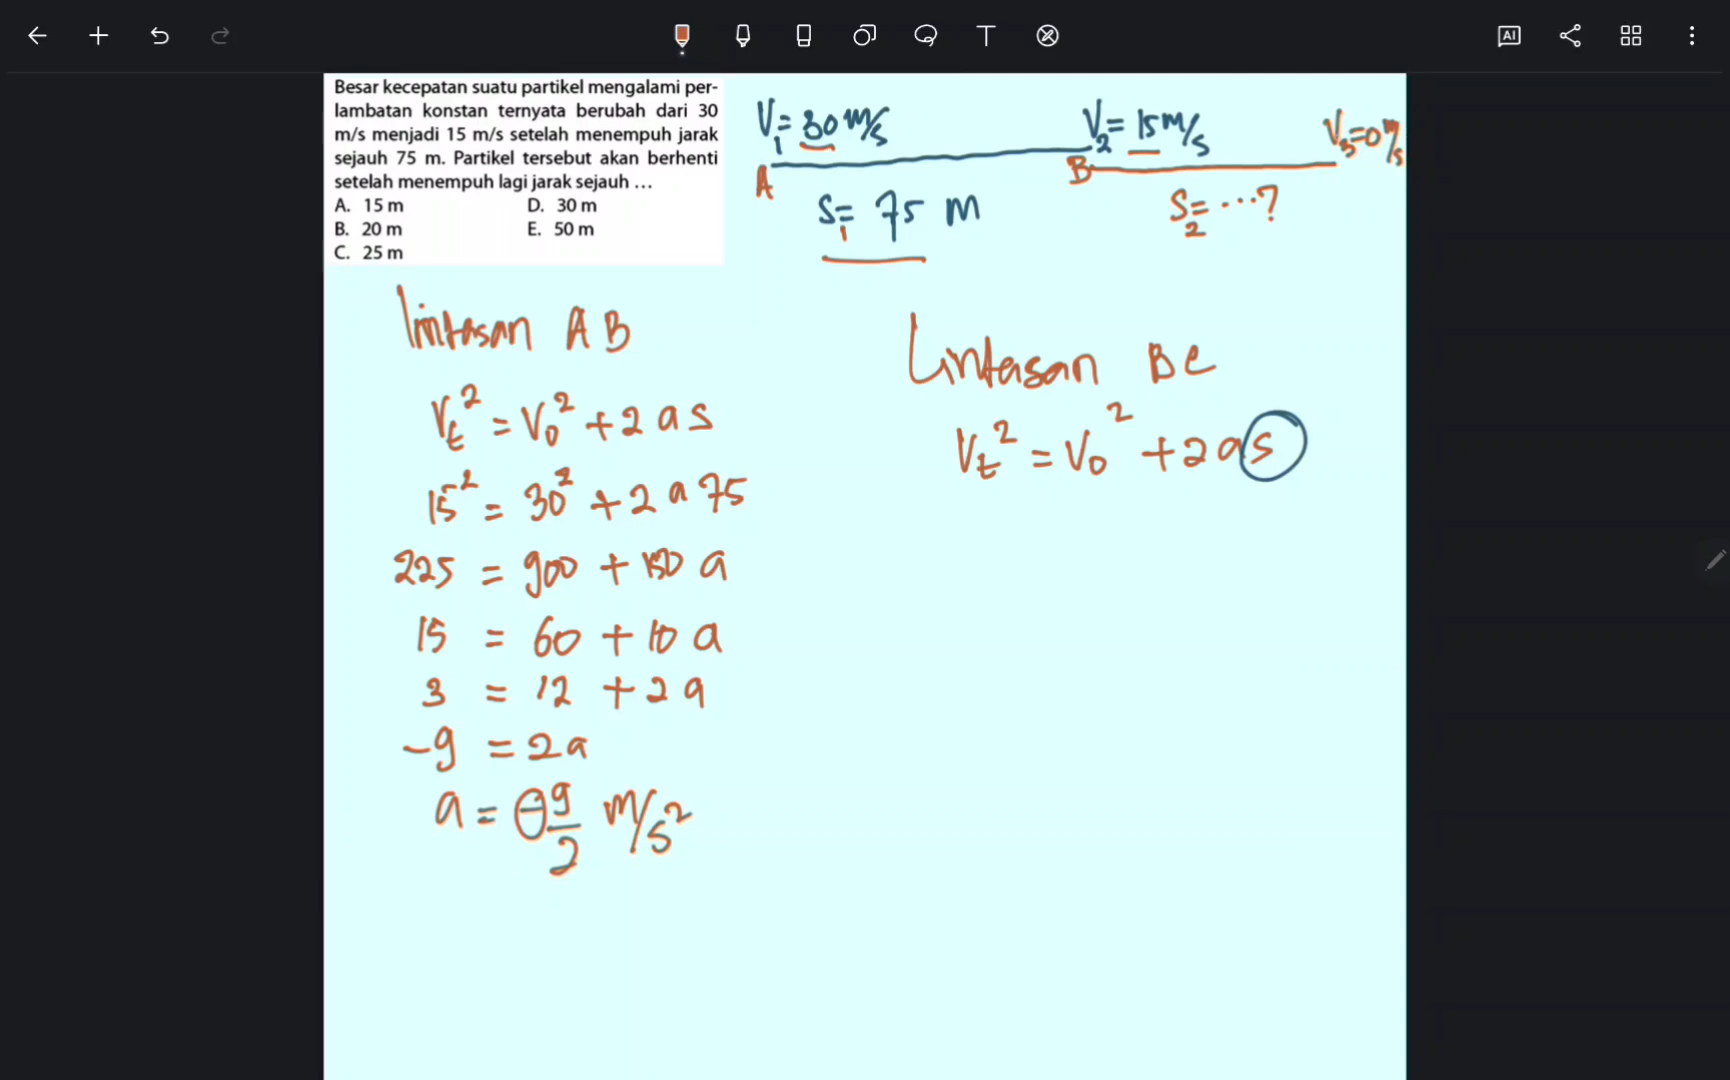 Besar kecepatan suatu partikel mengalami per-
lambatan konstan ternyata berubah dari 30
m/s menjadi 15 m/s setelah menempuh jarak
sejauh 75 m. Partikel tersebut akan berhenti
setelah menempuh lagi jarak sejauh ...
A. 15 m
B. 20 m
C. 25 m
D. 30 m
E. 50 m
V₁ = 30 m/s
V₂ = 15 m/s
V₃ = 0 m/s
A
B
S₁ = 75 m
S₂ = ...?
lintasan AB
Vt² = V0² + 2 a s
15² = 30² + 2 a 75
225 = 900 + 150 a
15 = 60 + 10 a
3 = 12 + 2 a
-9 = 2a
a = -9/2 m/s²
Lintasan BC
Vt² = V0² + 2as
AI
T